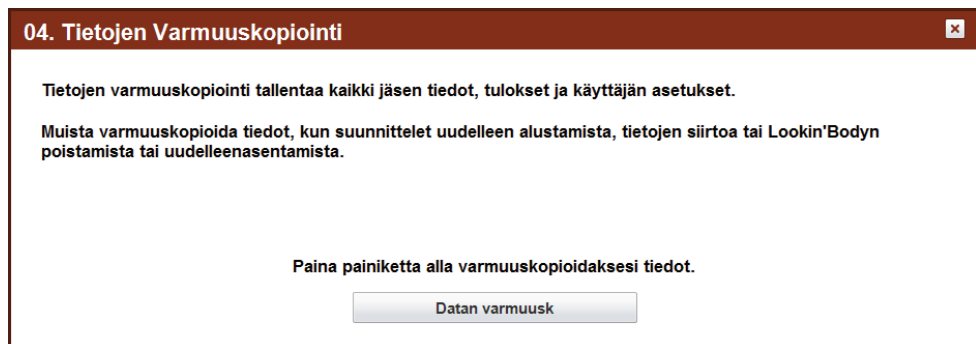 04. Tietojen Varmuuskopiointi
Tietojen varmuuskopiointi tallentaa kaikki jäsen tiedot, tulokset ja käyttäjän asetukset.
Muista varmuuskopioida tiedot, kun suunnittelet uudelleen alustamista, tietojen siirtoa tai Lookin'Bodyn
poistamista tai uudelleenasentamista.
Paina painiketta alla varmuuskopioidaksesi tiedot.
Datan varmuusk